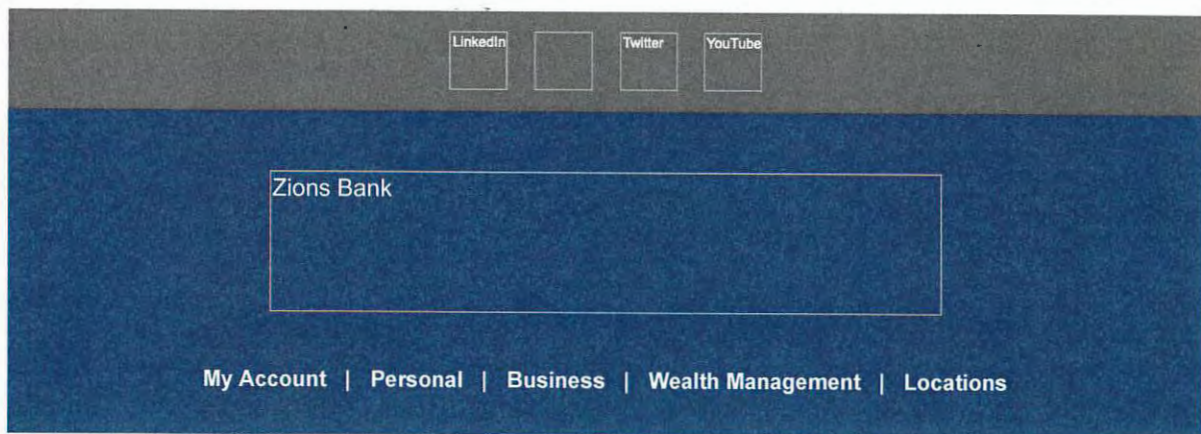 LinkedIn Twitter YouTube
Zions Bank
My Account | Personal | Business | Wealth Management | Locations